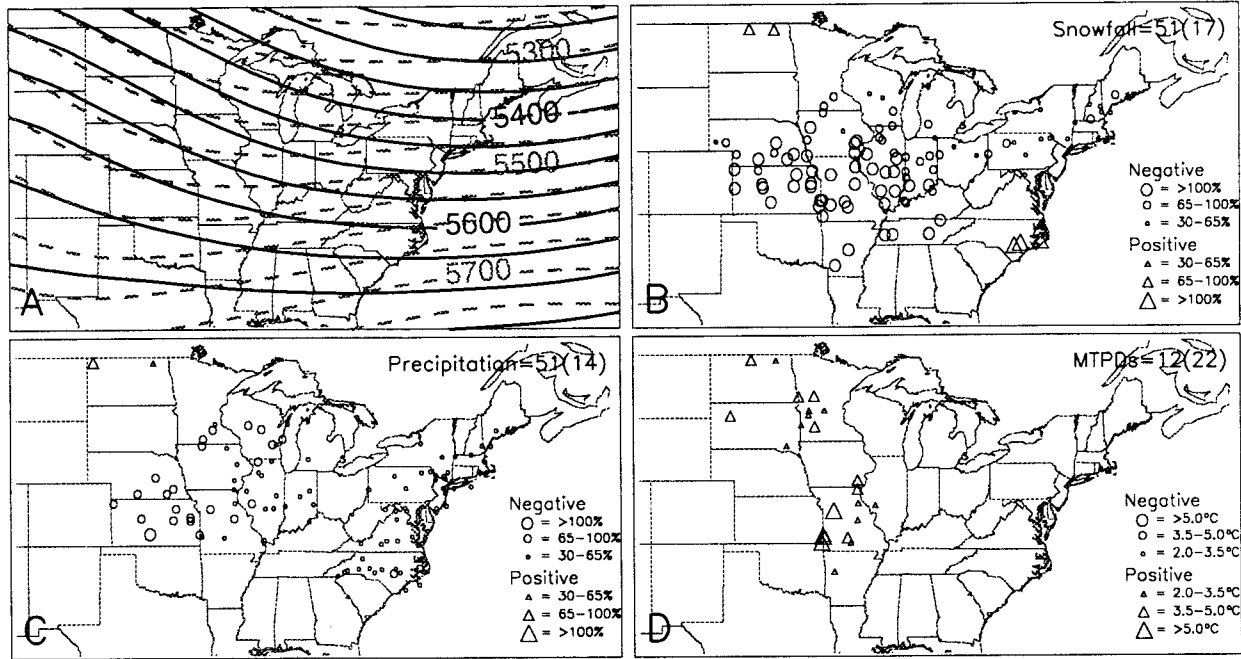 5300
5400
5500
5600
5700
A
Snowfall=51(17)
Negative
○ = >100%
○ = 65-100%
○ = 30-65%
Positive
△ = 30-65%
△ = 65-100%
△ = >100%
B
Precipitation=51(14)
Negative
○ = >100%
○ = 65-100%
○ = 30-65%
Positive
△ = 30-65%
△ = 65-100%
△ = >100%
C
MTPDs=12(22)
Negative
○ = >5.0°C
○ = 3.5-5.0°C
○ = 2.0-3.5°C
Positive
△ = 2.0-3.5°C
△ = 3.5-5.0°C
△ = >5.0°C
D